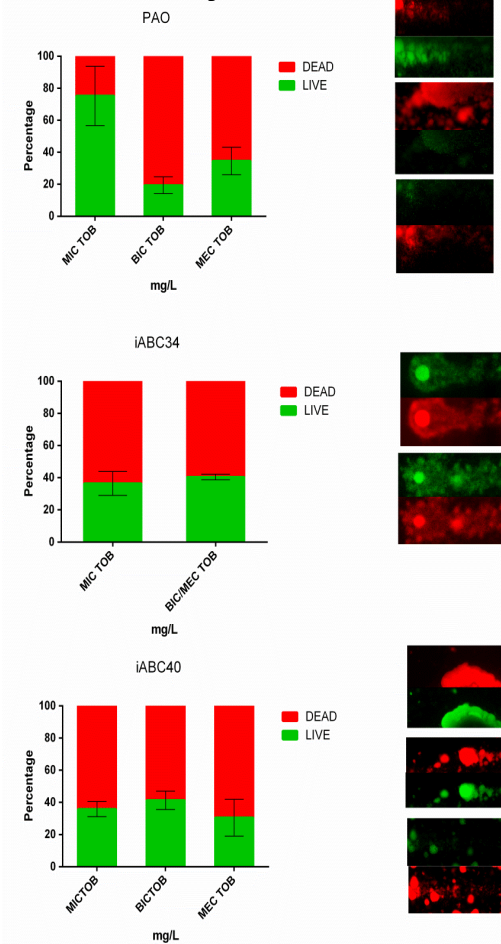 PAO
100
80
60
40
20
0
Percentage
DEAD
LIVE
MIC TOB
BIC TOB
MEC TOB
mg/L
iABC34
100
80
60
40
20
0
Percentage
DEAD
LIVE
MIC TOB
BIC/MEC TOB
mg/L
iABC40
100
80
60
40
20
0
Percentage
DEAD
LIVE
MICTOB
BICTOB
MEC TOB
mg/L